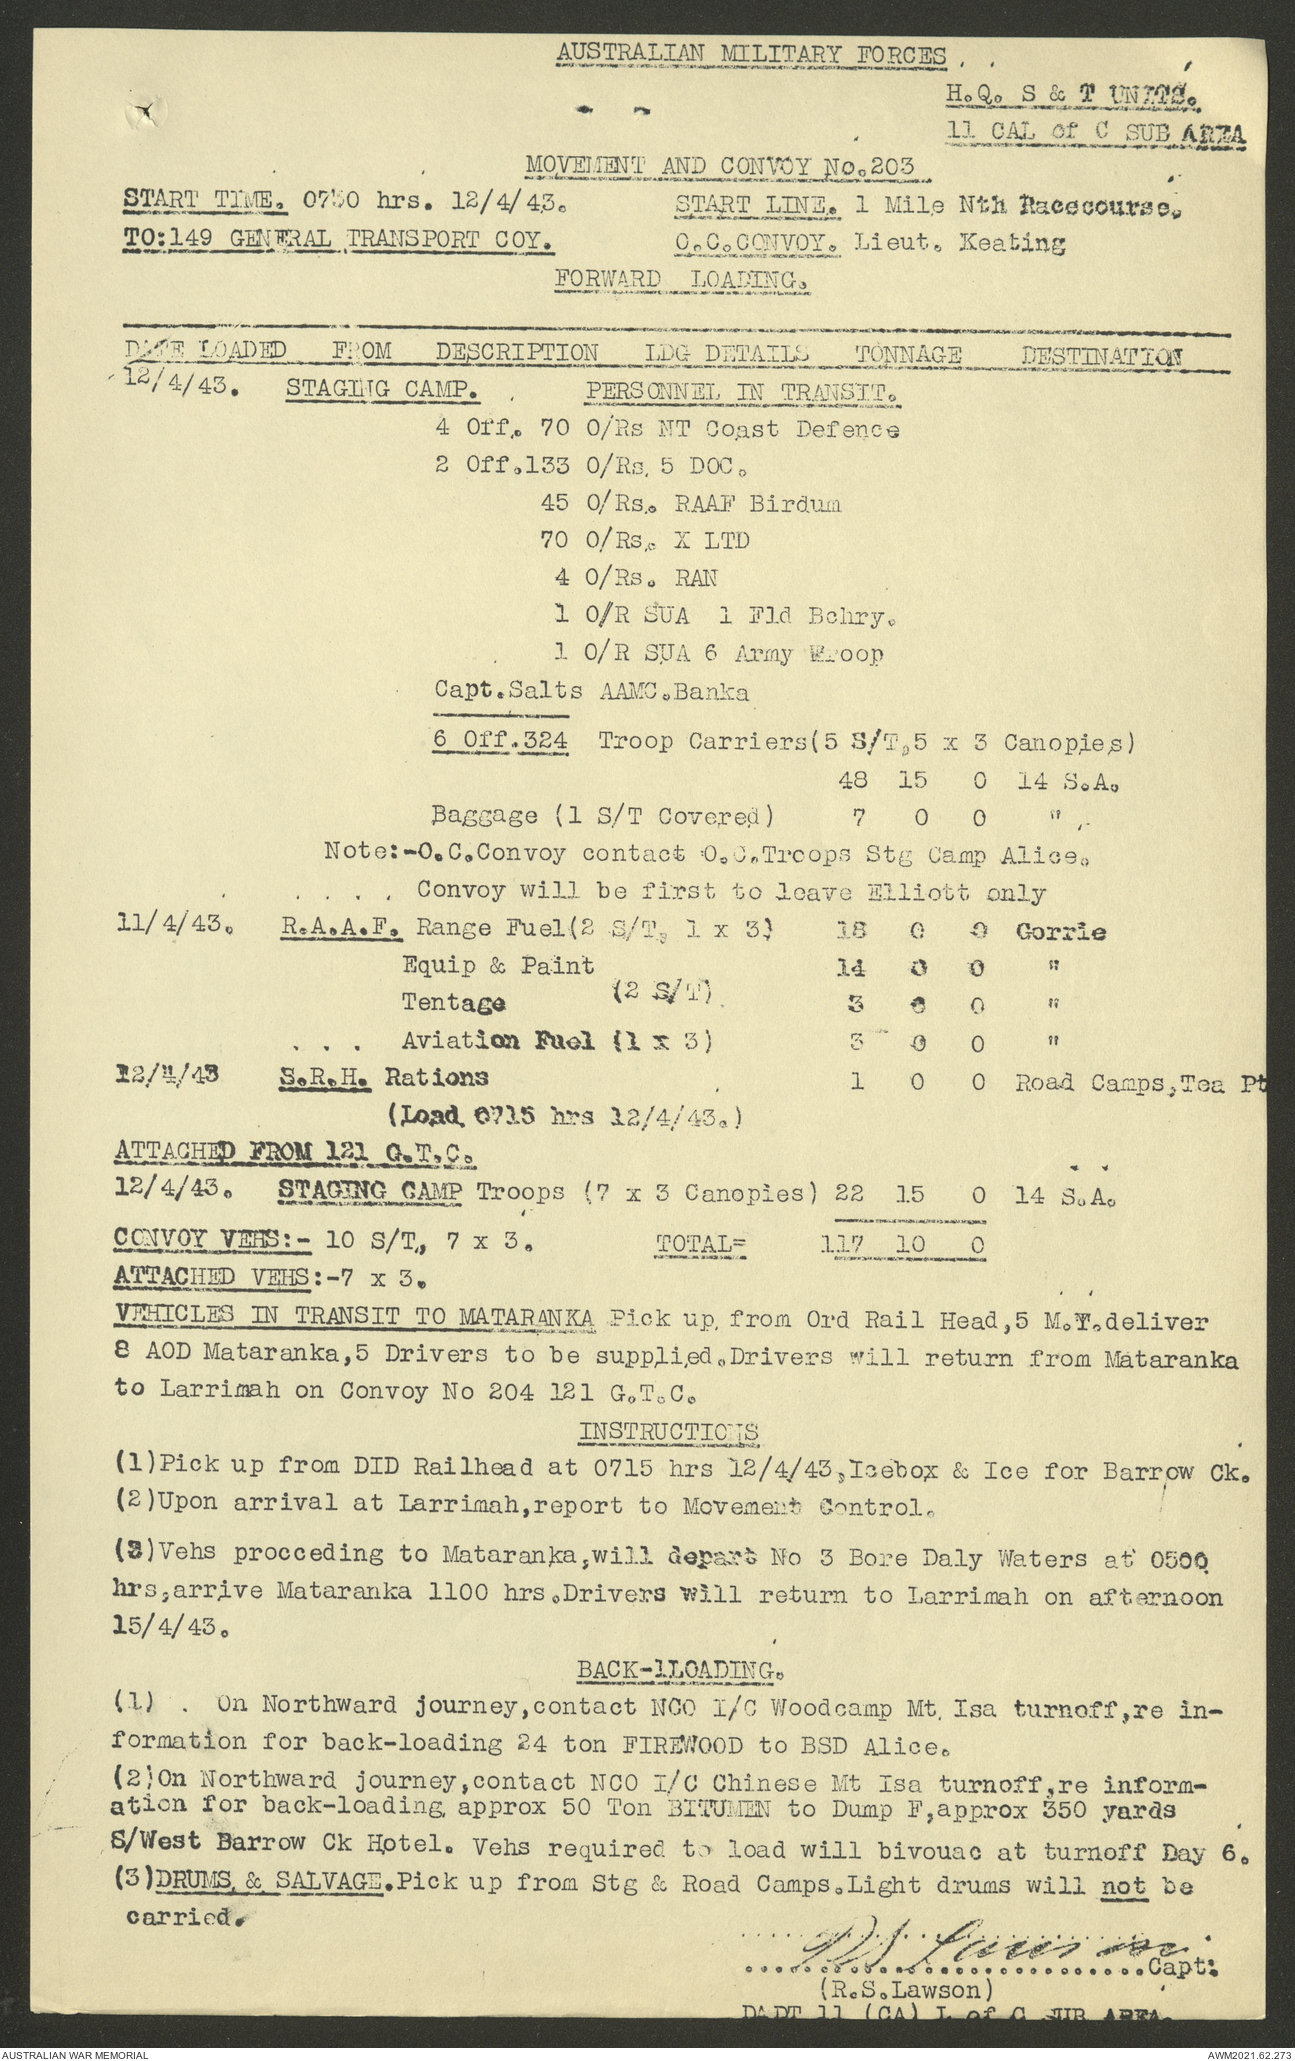 AUSTRALIAN MILITARY FORCES
H.Q. S & T UNITS.
11 CAL of C SUB AREA
MOVEMENT AND CONVOY No.203
START TIME. 0730 hrs. 12/4/43. START LINE. 1 Mile Nth Racecourse.
TO:149 GENERAL TRANSPORT COY. O.C.CONVOY. Lieut. Keating
FORWARD LOADING.
DATE LOADED FROM DESCRIPTION LDG DETAILS TONNAGE DESTINATION
12/4/43. STAGING CAMP. PERSONNEL IN TRANSIT.
4 Off. 70 O/Rs NT Coast Defence
2 Off.133 O/Rs. 5 DOC.
45 O/Rs. RAAF Birdum
70 O/Rs. X LTD
4 O/Rs. RAN
1 O/R SUA 1 Fld Bchry.
1 O/R SUA 6 Army Troop
Capt.Salts AAMC.Banka
6 Off.324 Troop Carriers(5 S/T,5 x 3 Canopies)
48 15 0 14 S.A.
Baggage (1 S/T Covered) 7 0 0 "
Note:-O.C.Convoy contact O.C.Troops Stg Camp Alice.
.... Convoy will be first to leave Elliott only
11/4/43. R.A.A.F. Range Fuel(2 S/T, 1 x 3) 18 0 0 Gorrie
Equip & Paint 14 0 0 "
(2 S/T)
Tentage 3 0 0 "
... Aviation Fuel (1 x 3) 3 0 0 "
12/4/43 S.R.H. Rations 1 0 0 Road Camps,Tea Pt
(Load 0715 hrs 12/4/43.)
ATTACHED FROM 121 G.T.C.
12/4/43. STAGING CAMP Troops (7 x 3 Canopies) 22 15 0 14 S.A.
CONVOY VEHS:- 10 S/T, 7 x 3. TOTAL= 117 10 0
ATTACHED VEHS:-7 x 3.
VEHICLES IN TRANSIT TO MATARANKA Pick up from Ord Rail Head,5 M.T.deliver
8 AOD Mataranka,5 Drivers to be supplied.Drivers will return from Mataranka
to Larrimah on Convoy No 204 121 G.T.C.
INSTRUCTIONS
(1)Pick up from DID Railhead at 0715 hrs 12/4/43,Icebox & Ice for Barrow Ck.
(2)Upon arrival at Larrimah,report to Movement Control.
(3)Vehs procceding to Mataranka,will depart No 3 Bore Daly Waters at 0500
hrs,arrive Mataranka 1100 hrs.Drivers will return to Larrimah on afternoon
15/4/43.
BACK-lLOADING.
(1) . On Northward journey,contact NCO I/C Woodcamp Mt. Isa turnoff,re in-
formation for back-loading 24 ton FIREWOOD to BSD Alice.
(2)On Northward journey,contact NCO I/C Chinese Mt Isa turnoff,re inform-
ation for back-loading approx 50 Ton BITUMEN to Dump F,approx 350 yards
S/West Barrow Ck Hotel. Vehs required to load will bivouac at turnoff Day 6.
(3)DRUMS & SALVAGE.Pick up from Stg & Road Camps.Light drums will not be
carried.
RS Lawson
...........................Capt:
(R.S.Lawson)
DADT 11 (CA) L of C SUB AREA.
AUSTRALIAN WAR MEMORIAL AWM2021.62.273